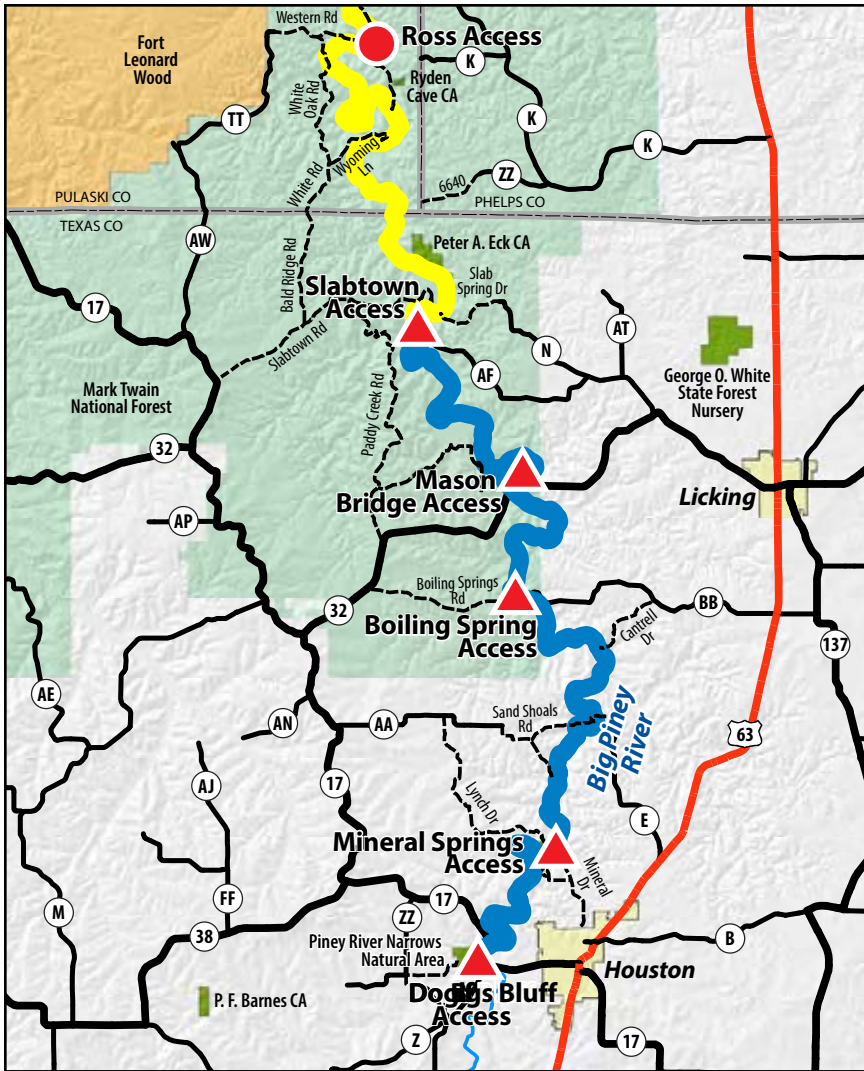 Western Rd
Ross Access
Fort
Leonard
Wood
K
White
Oak Rd
Ryden
Cave CA
TT
K
K
Wyoming
Ln
White Rd
6640
ZZ
PULASKI CO
PHELPS CO
TEXAS CO
AW
Peter A. Eck CA
Bald Ridge Rd
Slab
Spring Dr
Slabtown
Access
17
Slabtown Rd
AT
N
AF
George O. White
State Forest
Nursery
Mark Twain
National Forest
Paddy Creek Rd
32
Mason
Bridge Access
Licking
AP
Boiling Springs
Rd
32
BB
Boiling Spring
Access
Cantrell
Dr
137
AE
Sand Shoals
Rd
AN
AA
Big Piney
River
63
AJ
17
Lynch Dr
E
Mineral Springs
Access
Mineral
Dr
M
FF
17
ZZ
38
B
Piney River Narrows
Natural Area
Houston
Bluff
Access
P. F. Barnes CA
Z
17